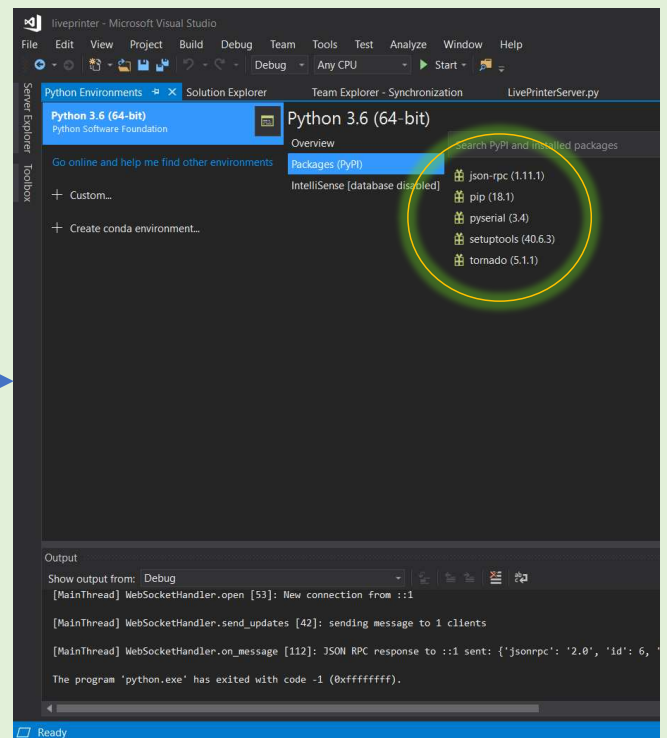 liveprinter - Microsoft Visual Studio
File Edit View Project Build Debug Team Tools Test Analyze Window Help
Debug Any CPU Start
Server Explorer
Toolbox
Python Environments Solution Explorer Team Explorer - Synchronization LivePrinterServer.py
Python 3.6 (64-bit)
Python Software Foundation
Go online and help me find other environments
+ Custom...
+ Create conda environment...
Python 3.6 (64-bit)
Overview
Packages (PyPI)
IntelliSense [database disabled]
Search PyPI and installed packages
json-rpc (1.11.1)
pip (18.1)
pyserial (3.4)
setuptools (40.6.3)
tornado (5.1.1)
Output
Show output from: Debug
[MainThread] WebSocketHandler.open [53]: New connection from ::1
[MainThread] WebSocketHandler.send_updates [42]: sending message to 1 clients
[MainThread] WebSocketHandler.on_message [112]: JSON RPC response to ::1 sent: {'jsonrpc': '2.0', 'id': 6, '
The program 'python.exe' has exited with code -1 (0xffffffff).
Ready